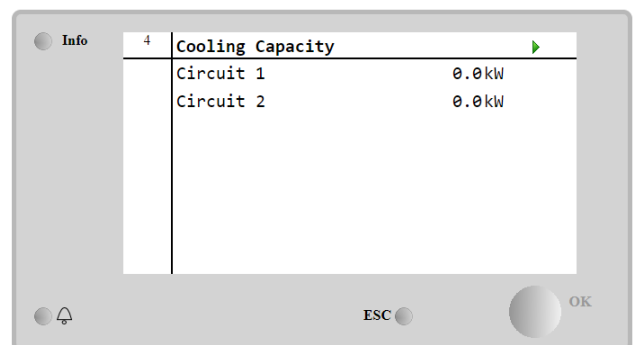 Info
4 Cooling Capacity
Circuit 1 0.0kW
Circuit 2 0.0kW
ESC
OK